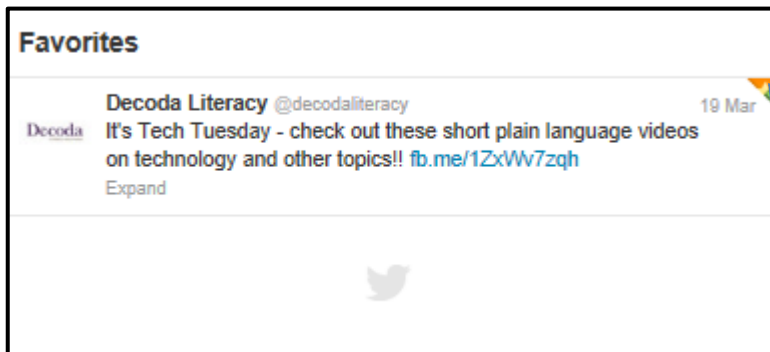 Favorites
Decoda Literacy @decodaliteracy 19 Mar
Decoda
It's Tech Tuesday - check out these short plain language videos
on technology and other topics!! fb.me/1ZxWv7zqh
Expand